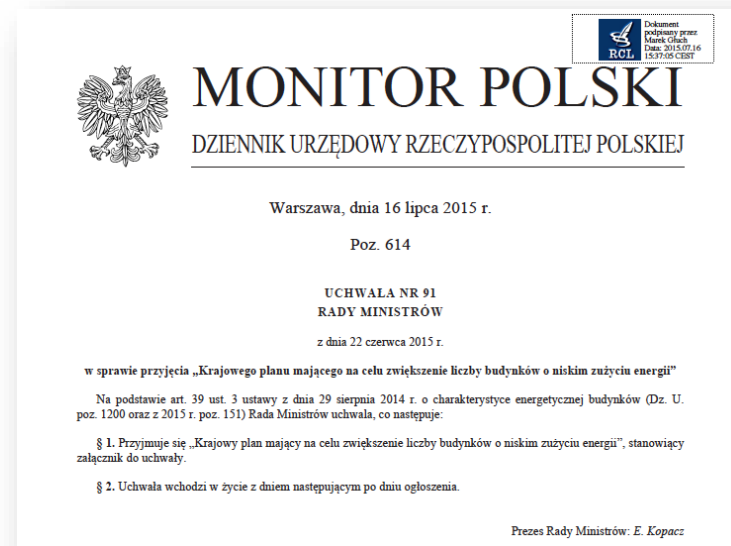 Dokument
podpisany przez
Marek Głuch
Data: 2015.07.16
15:37:05 CEST
RCL
MONITOR POLSKI
DZIENNIK URZĘDOWY RZECZYPOSPOLITEJ POLSKIEJ
Warszawa, dnia 16 lipca 2015 r.
Poz. 614
UCHWAŁA NR 91
RADY MINISTRÓW
z dnia 22 czerwca 2015 r.
w sprawie przyjęcia „Krajowego planu mającego na celu zwiększenie liczby budynków o niskim zużyciu energii”
Na podstawie art. 39 ust. 3 ustawy z dnia 29 sierpnia 2014 r. o charakterystyce energetycznej budynków (Dz. U.
poz. 1200 oraz z 2015 r. poz. 151) Rada Ministrów uchwala, co następuje:
§ 1. Przyjmuje się „Krajowy plan mający na celu zwiększenie liczby budynków o niskim zużyciu energii”, stanowiący
załącznik do uchwały.
§ 2. Uchwała wchodzi w życie z dniem następującym po dniu ogłoszenia.
Prezes Rady Ministrów: E. Kopacz